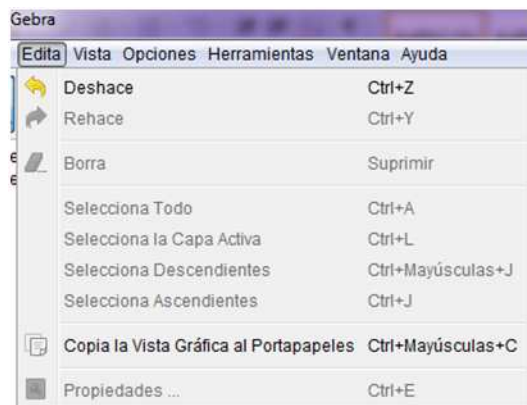 Gebra
Edita Vista Opciones Herramientas Ventana Ayuda
Deshace Ctrl+Z
Rehace Ctrl+Y
Borra Suprimir
Selecciona Todo Ctrl+A
Selecciona la Capa Activa Ctrl+L
Selecciona Descendientes Ctrl+Mayúsculas+J
Selecciona Ascendientes Ctrl+J
Copia la Vista Gráfica al Portapapeles Ctrl+Mayúsculas+C
Propiedades ... Ctrl+E